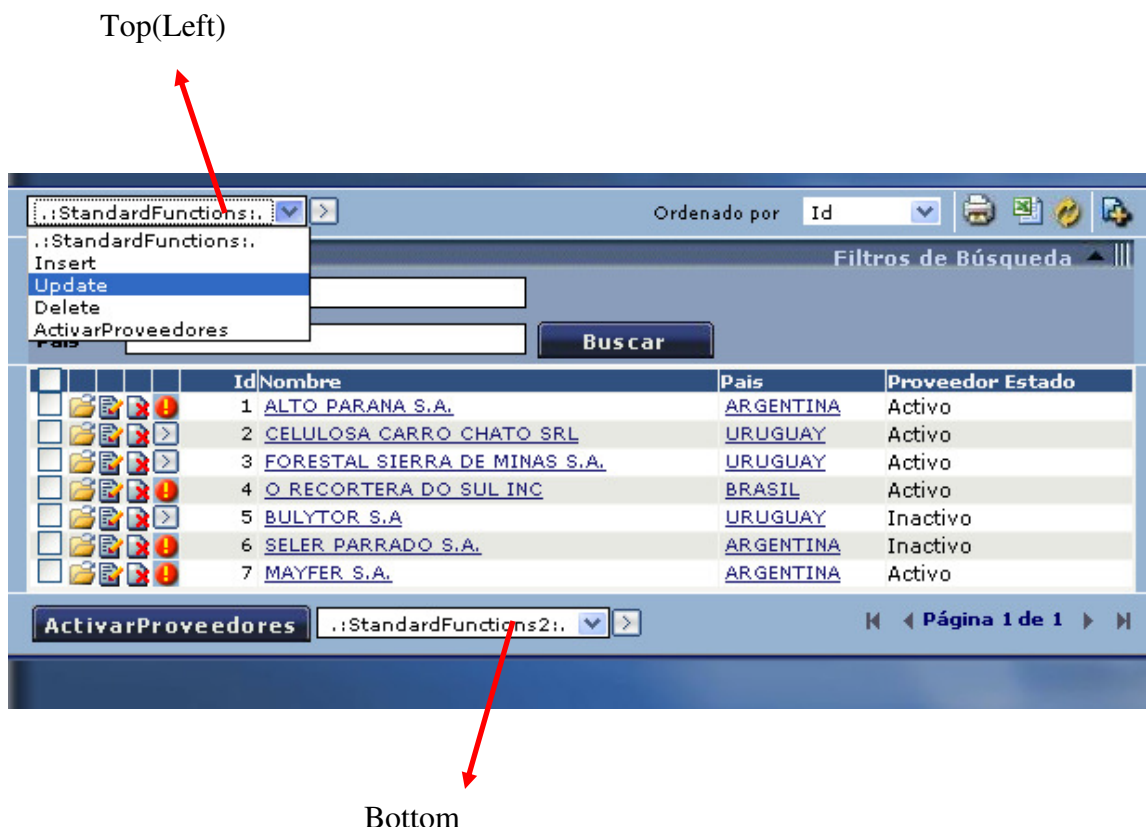 Top(Left)
.:StandardFunctions:. Ordenado por Id
.:StandardFunctions:.
Insert
Update
Delete
ActivarProveedores
Filtros de Búsqueda
Pais
Buscar
Id Nombre Pais Proveedor Estado
1 ALTO PARANA S.A. ARGENTINA Activo
2 CELULOSA CARRO CHATO SRL URUGUAY Activo
3 FORESTAL SIERRA DE MINAS S.A. URUGUAY Activo
4 O RECORTERA DO SUL INC BRASIL Activo
5 BULYTOR S.A URUGUAY Inactivo
6 SELER PARRADO S.A. ARGENTINA Inactivo
7 MAYFER S.A. ARGENTINA Activo
ActivarProveedores .:StandardFunctions2:. Página 1 de 1
Bottom